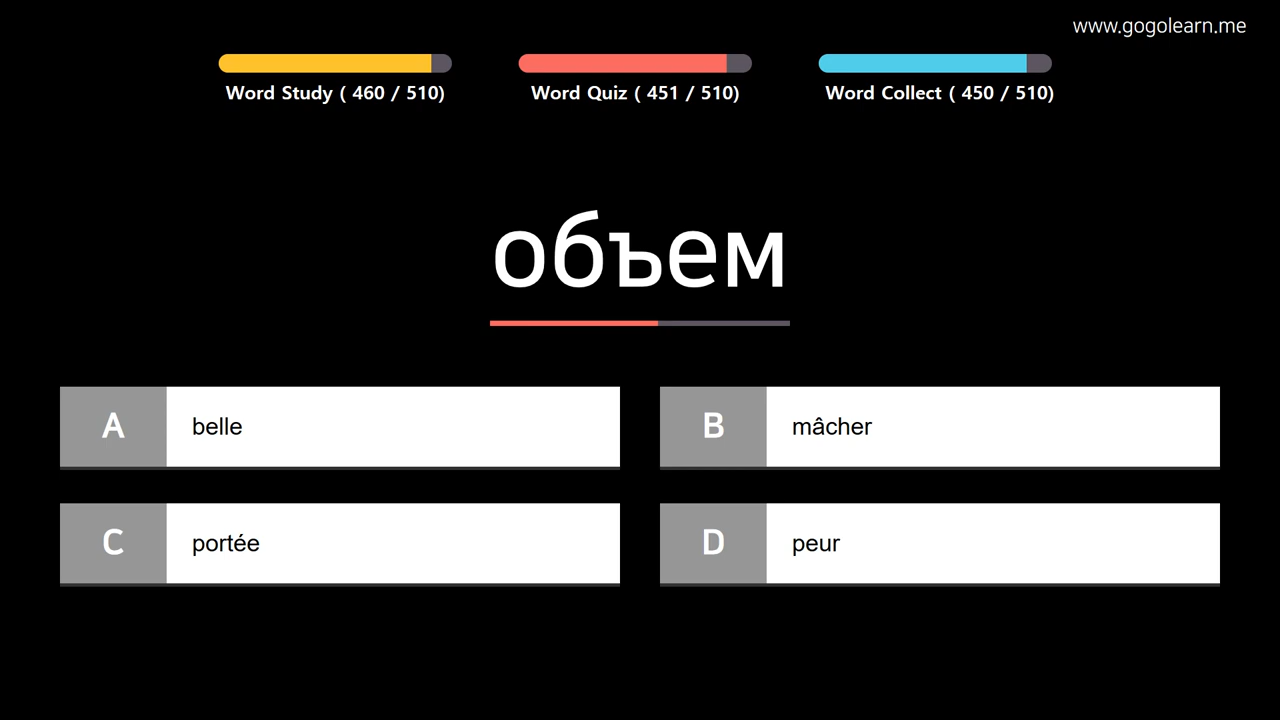 www.gogolearn.me
Word Study ( 460 / 510)
Word Quiz ( 451 / 510)
Word Collect ( 450 / 510)
объем
A
belle
B
mâcher
C
portée
D
peur